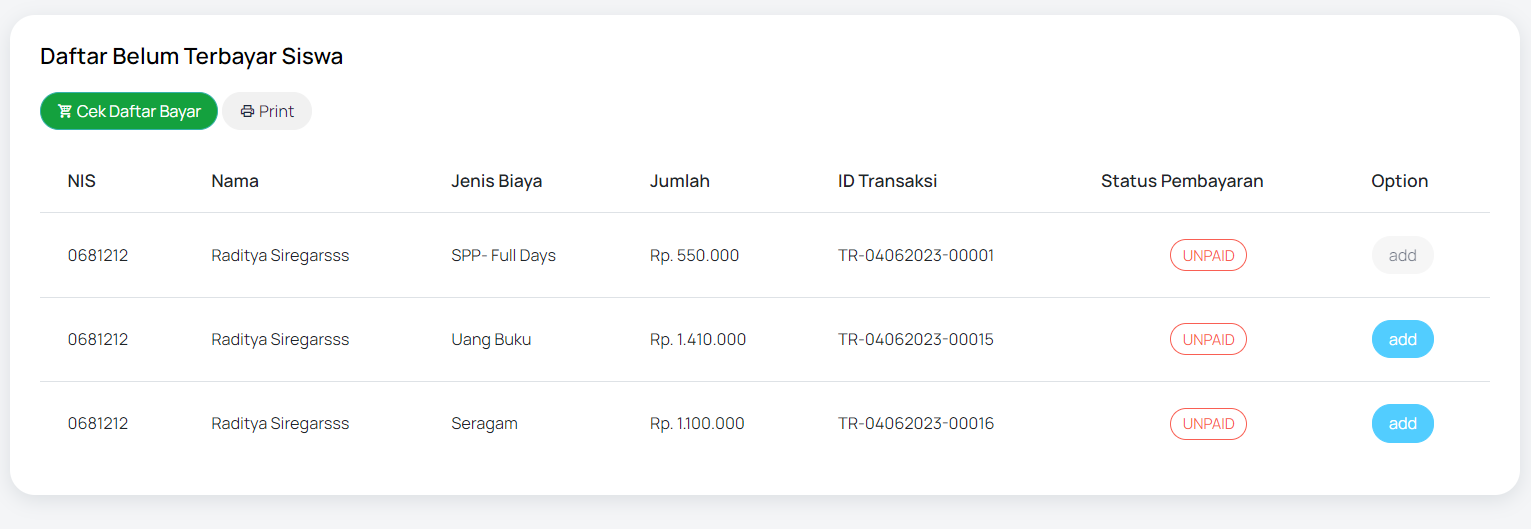 Daftar Belum Terbayar Siswa
Cek Daftar Bayar Print
NIS Nama Jenis Biaya Jumlah ID Transaksi Status Pembayaran Option
0681212 Raditya Siregarsss SPP- Full Days Rp. 550.000 TR-04062023-00001 UNPAID add
0681212 Raditya Siregarsss Uang Buku Rp. 1.410.000 TR-04062023-00015 UNPAID add
0681212 Raditya Siregarsss Seragam Rp. 1.100.000 TR-04062023-00016 UNPAID add